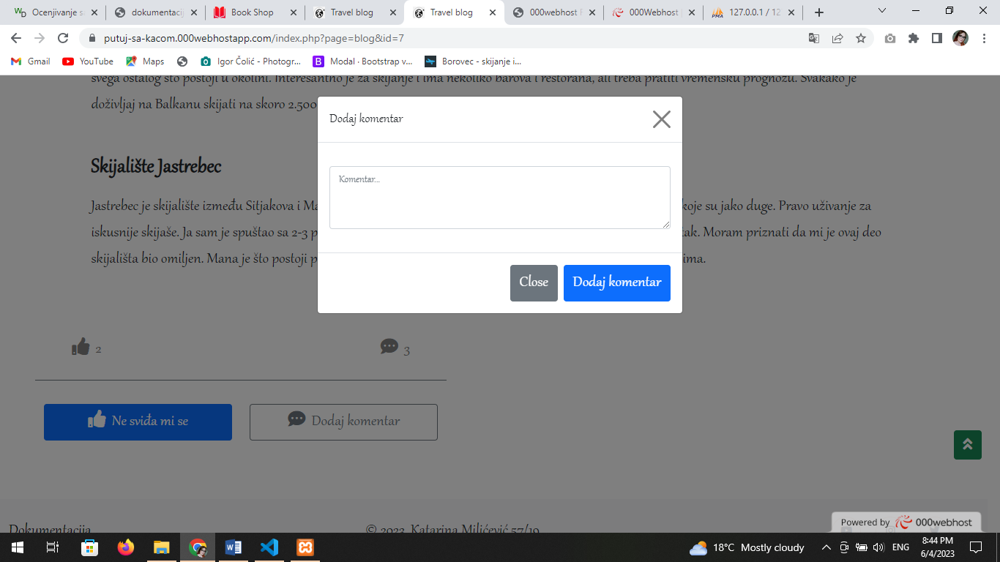 Ocenjivanje s
dokumentacij
Book Shop
Travel blog
Travel blog
000webhost F
000Webhost
127.0.0.1 / 12
putuj-sa-kacom.000webhostapp.com/index.php?page=blog&id=7
Gmail
YouTube
Maps
Igor Čolić - Photogr...
Modal · Bootstrap v...
Borovec - skijanje i...
svega ostalog što postoji u okolini. Interesantno je za skijanje i ima nekoliko barova i restorana, ali treba pratiti vremensku prognozu. Svakako je
doživljaj na Balkanu skijati na skoro 2.500
Dodaj komentar
Komentar...
Close
Dodaj komentar
Skijalište Jastrebec
Jastrebec je skijalište između Sitjakova i Ma koje su jako duge. Pravo uživanje za
iskusnije skijaše. Ja sam je spuštao sa 2-3 p tak. Moram priznati da mi je ovaj deo
skijališta bio omiljen. Mana je što postoji p ima.
2
3
Ne sviđa mi se
Dodaj komentar
Dokumentacija
© 2023. Katarina Milićević 57/19
Powered by 000webhost
18°C Mostly cloudy
ENG
8:44 PM
6/4/2023